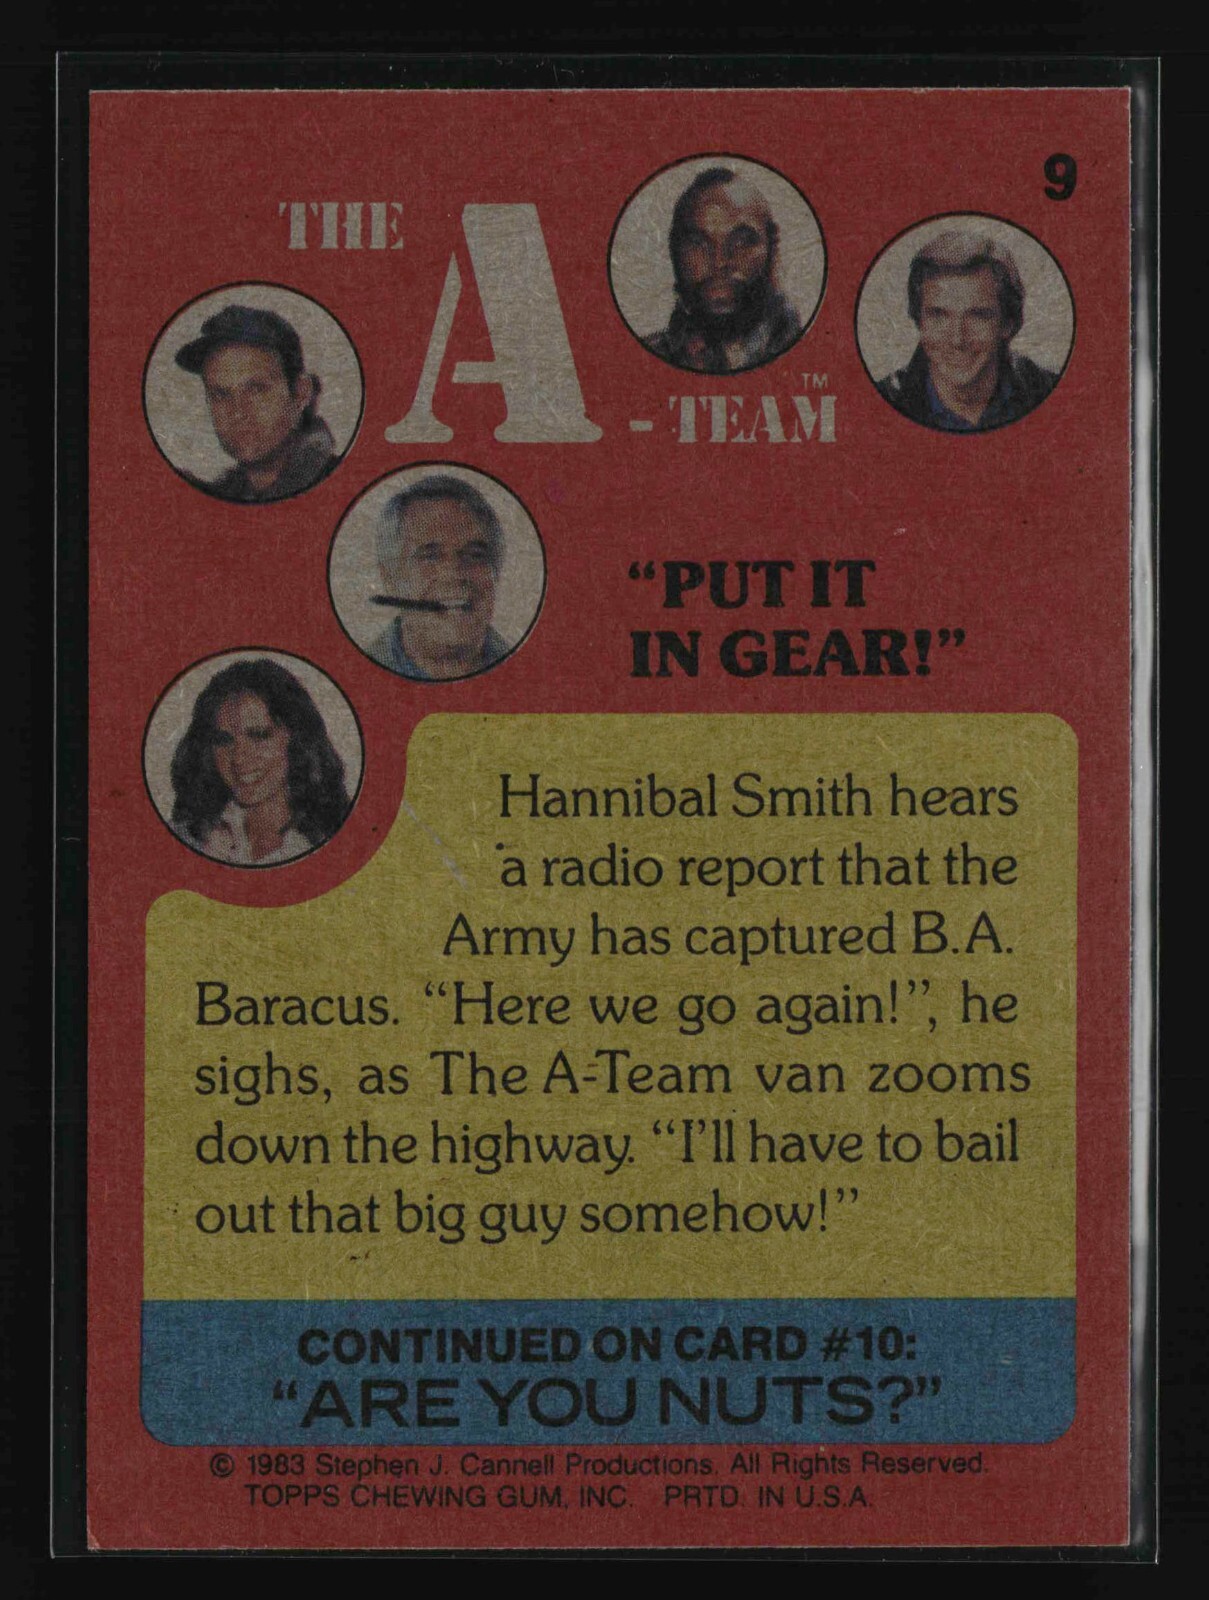 9
THE
A
™
- TEAM
“PUT IT
IN GEAR!”
Hannibal Smith hears
a radio report that the
Army has captured B.A.
Baracus. “Here we go again!”, he
sighs, as The A-Team van zooms
down the highway. “I’ll have to bail
out that big guy somehow!”
CONTINUED ON CARD #10:
“ARE YOU NUTS?”
© 1983 Stephen J. Cannell Productions. All Rights Reserved.
TOPPS CHEWING GUM, INC. PRTD. IN U.S.A.